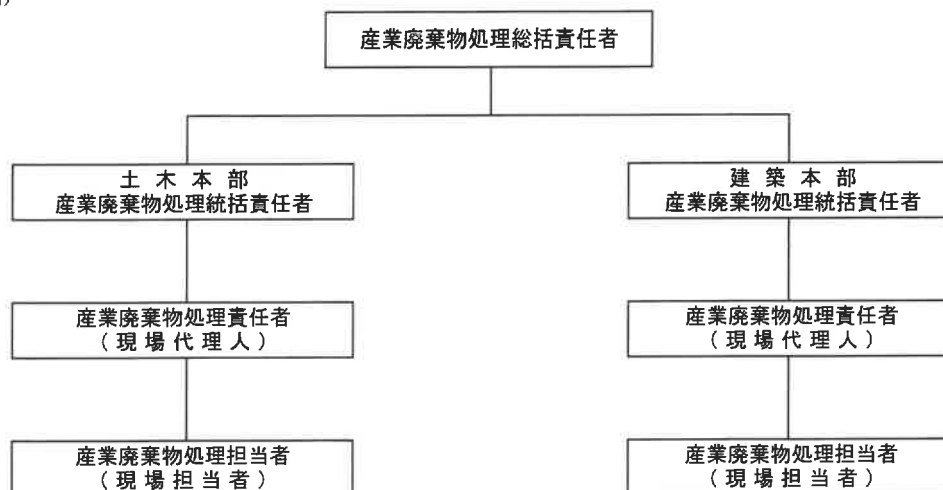 産業廃棄物処理総括責任者
土木本部
産業廃棄物処理統括責任者
建築本部
産業廃棄物処理統括責任者
産業廃棄物処理責任者
（現場代理人）
産業廃棄物処理責任者
（現場代理人）
産業廃棄物処理担当者
（現場担当者）
産業廃棄物処理担当者
（現場担当者）